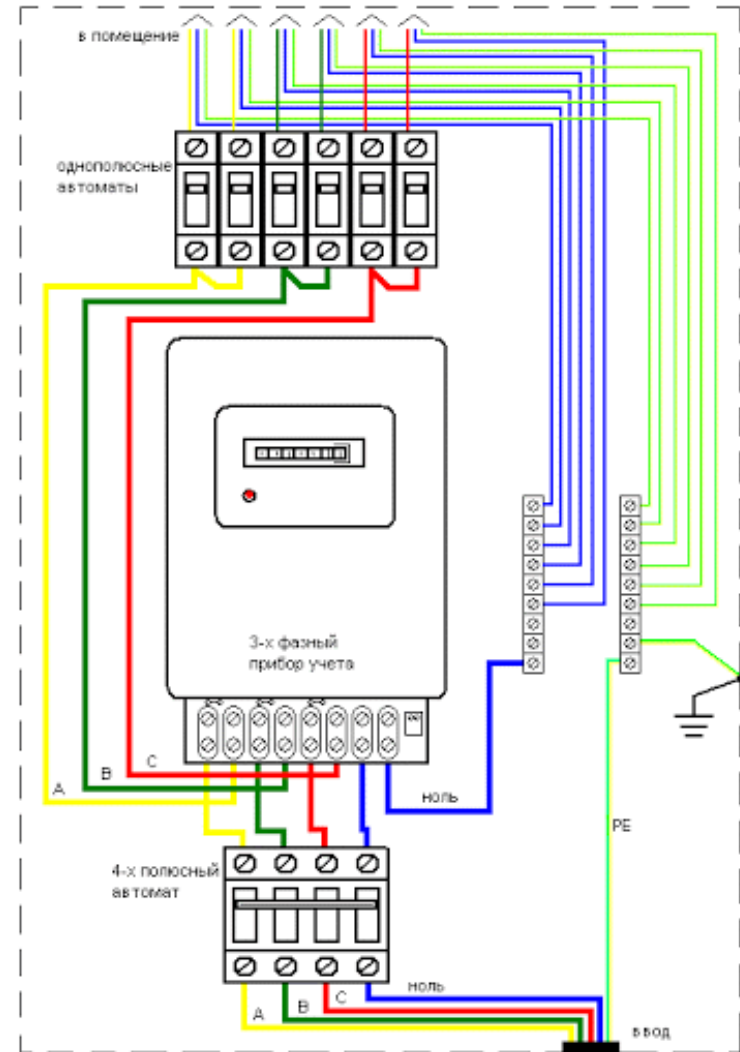 в помещение
однополюсные
автоматы
3-х фазный
прибор учета
A
B
C
ноль
PE
4-х полюсный
автомат
A
B
C
ноль
ввод